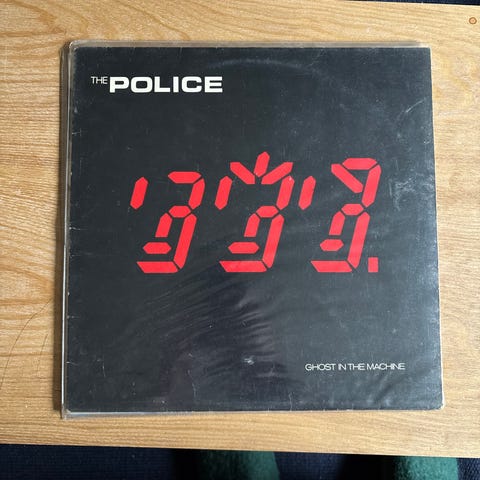 THE POLICE
GHOST IN THE MACHINE